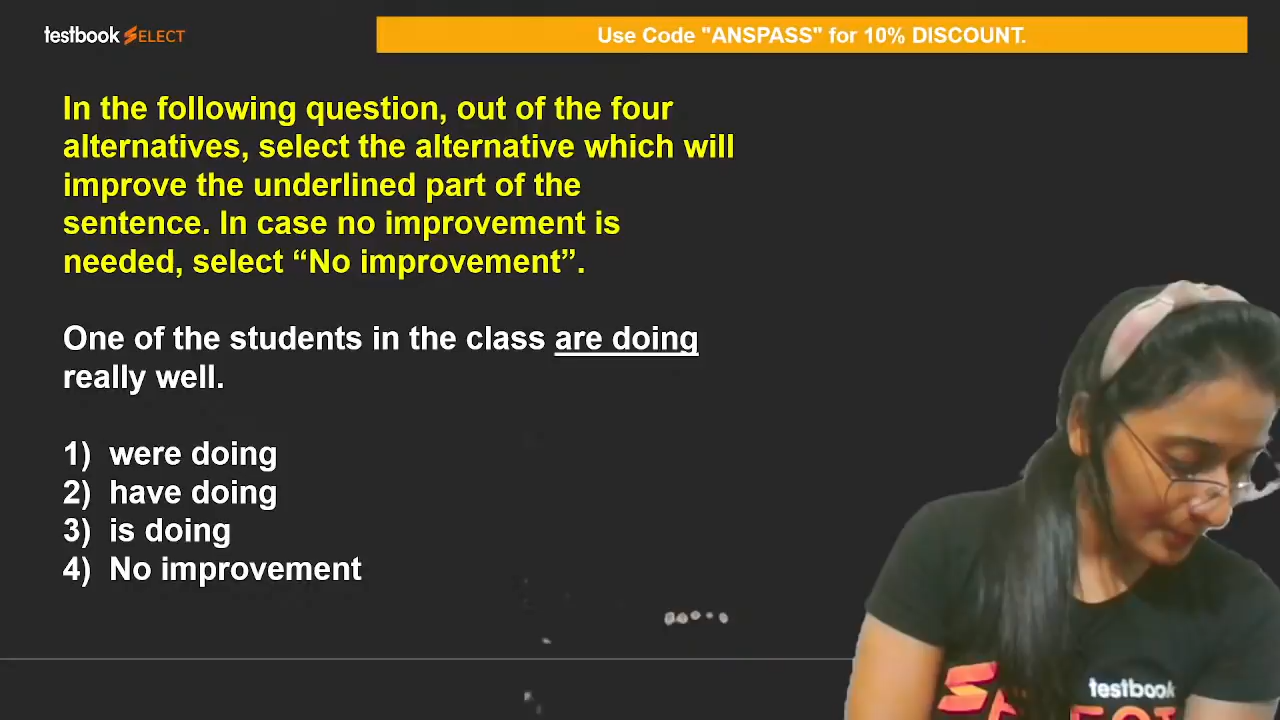 testbook SELECT
Use Code "ANSPASS" for 10% DISCOUNT.
In the following question, out of the four
alternatives, select the alternative which will
improve the underlined part of the
sentence. In case no improvement is
needed, select “No improvement”.
One of the students in the class are doing
really well.
1) were doing
2) have doing
3) is doing
4) No improvement
testbook